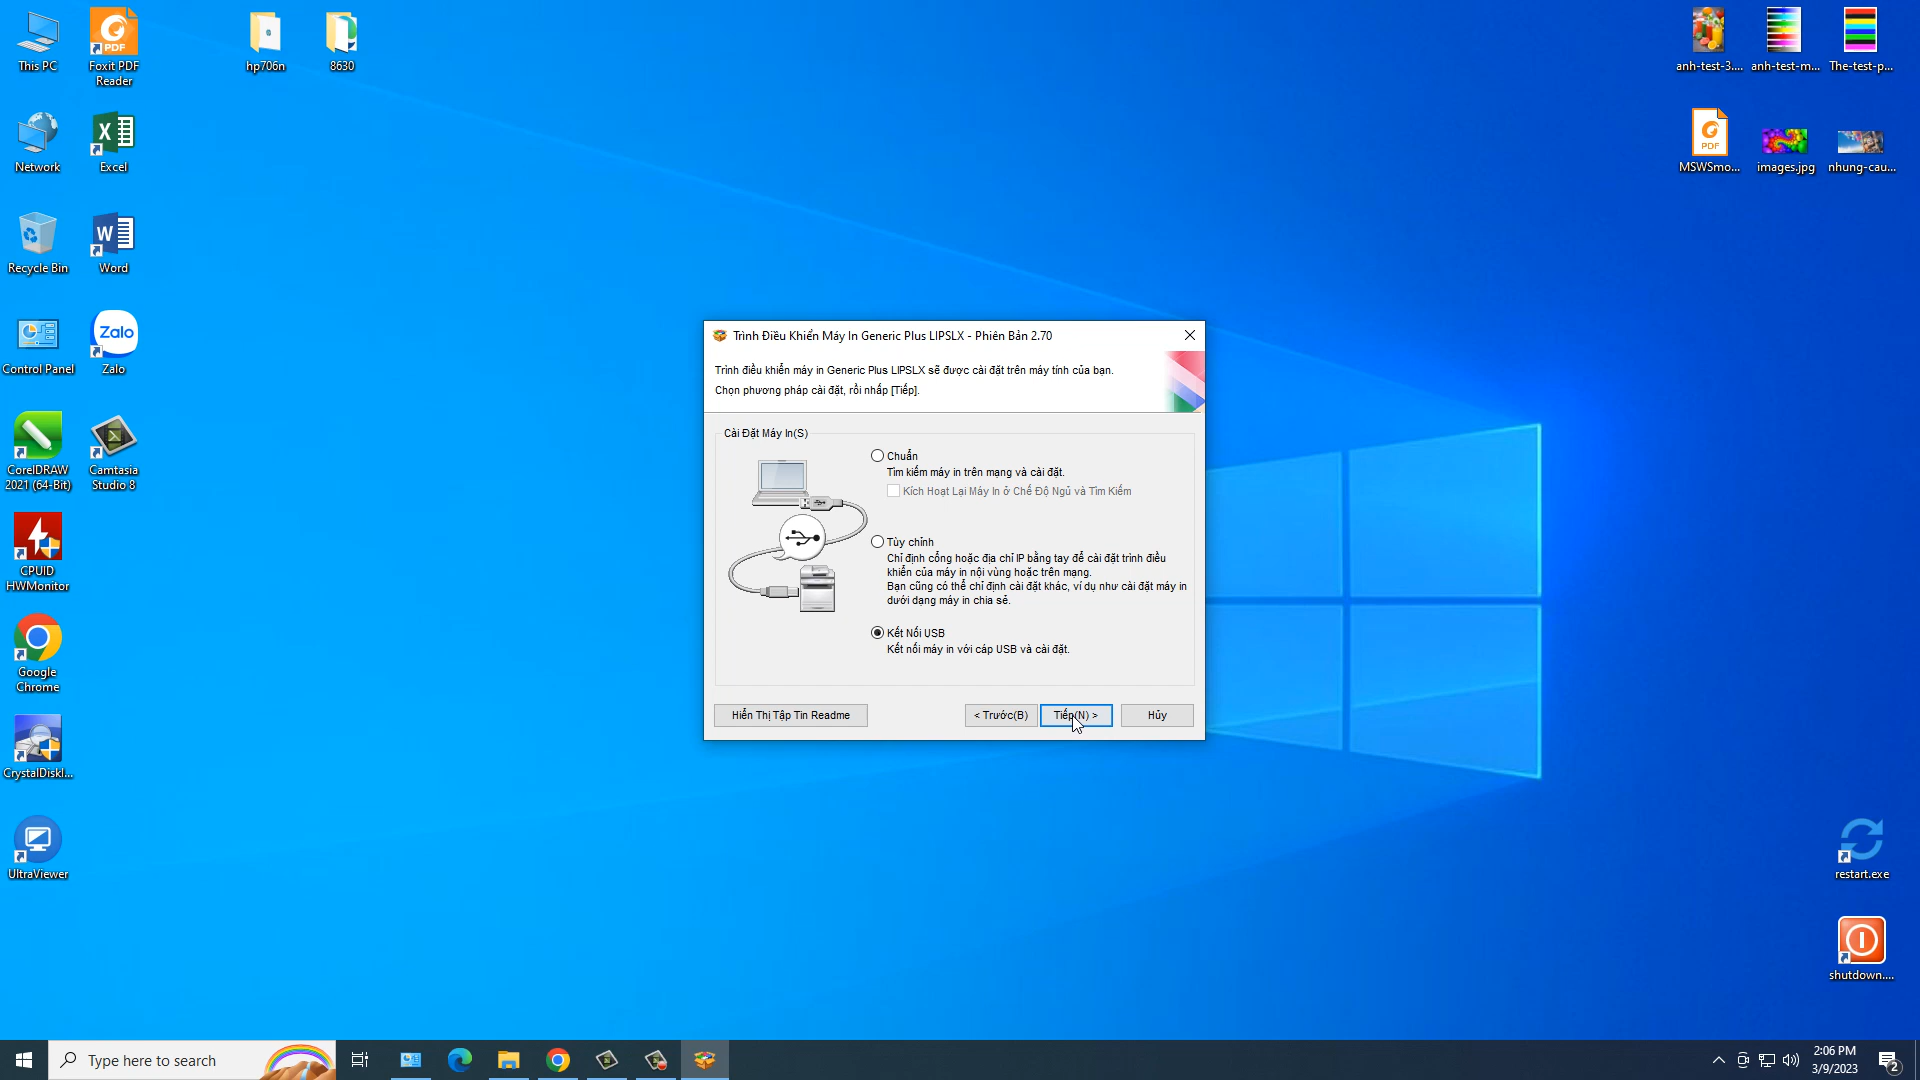 This PC
Foxit PDF
Reader
hp706n
8630
anh-test-3....
anh-test-m...
The-test-p...
Network
Excel
MSWSmo...
images.jpg
nhung-cau...
Recycle Bin
Word
Control Panel
Zalo
Zalo
CorelDRAW
2021 (64-Bit)
Camtasia
Studio 8
CPUID
HWMonitor
Google
Chrome
CrystalDiskI...
UltraViewer
restart.exe
shutdown....
Trình Điều Khiển Máy In Generic Plus LIPSLX - Phiên Bản 2.70
Trình điều khiển máy in Generic Plus LIPSLX sẽ được cài đặt trên máy tính của bạn.
Chọn phương pháp cài đặt, rồi nhấp [Tiếp].
Cài Đặt Máy In(S)
Chuẩn
Tìm kiếm máy in trên mạng và cài đặt.
Kích Hoạt Lại Máy In ở Chế Độ Ngủ và Tìm Kiếm
Tùy chỉnh
Chỉ định cổng hoặc địa chỉ IP bằng tay để cài đặt trình điều
khiển của máy in nội vùng hoặc trên mạng.
Bạn cũng có thể chỉ định cài đặt khác, ví dụ như cài đặt máy in
dưới dạng máy in chia sẻ.
Kết Nối USB
Kết nối máy in với cáp USB và cài đặt.
Hiển Thị Tập Tin Readme
< Trước(B)
Tiếp(N) >
Hủy
Type here to search
2:06 PM
3/9/2023
2